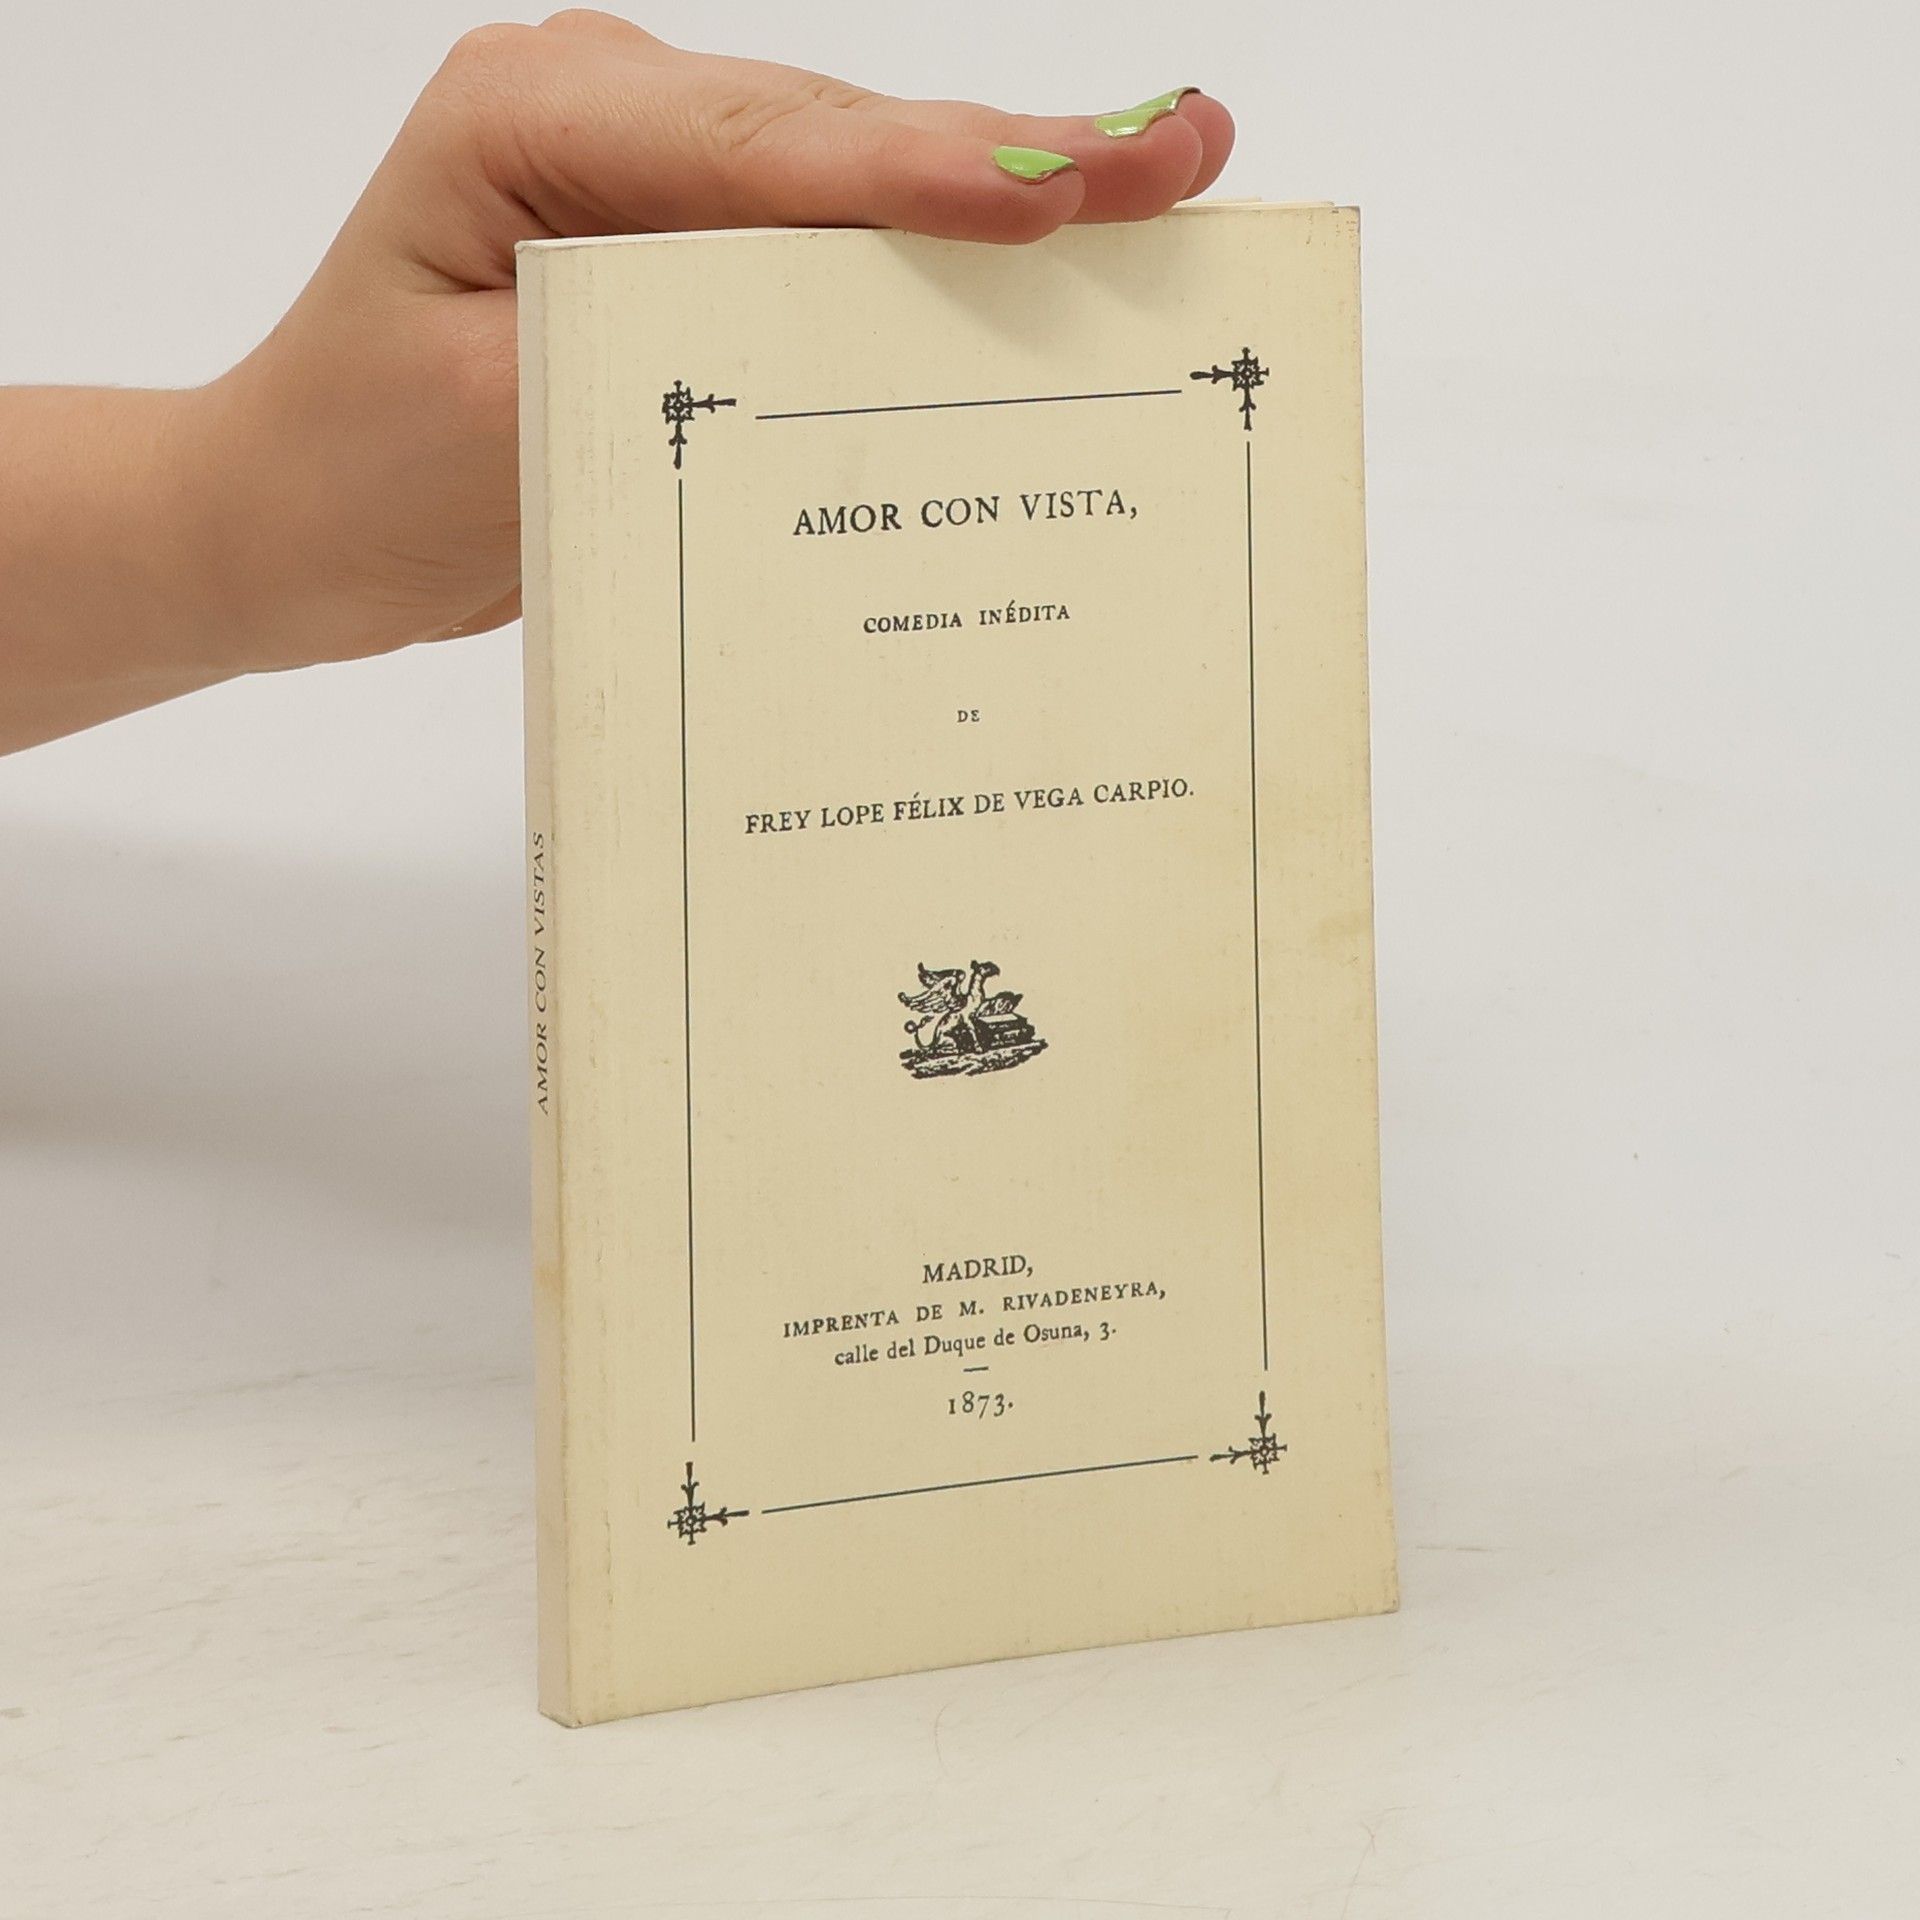 AMOR CON VISTA,
COMEDIA INÉDITA
DE
FREY LOPE FÉLIX DE VEGA CARPIO.
MADRID,
IMPRENTA DE M. RIVADENEYRA,
calle del Duque de Osuna, 3.
1873.
AMOR CON VISTAS